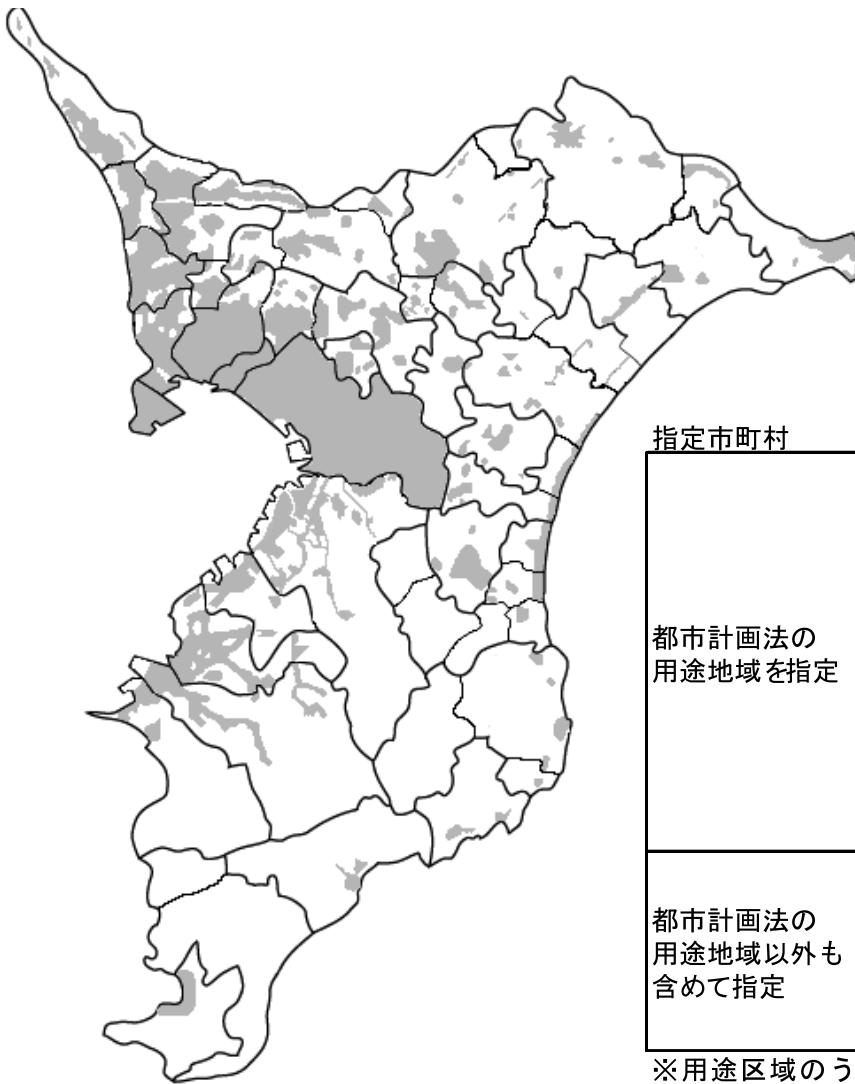 指定市町村
都市計画法の
用途地域を指定
都市計画法の
用途地域以外も
含めて指定
※用途区域のう